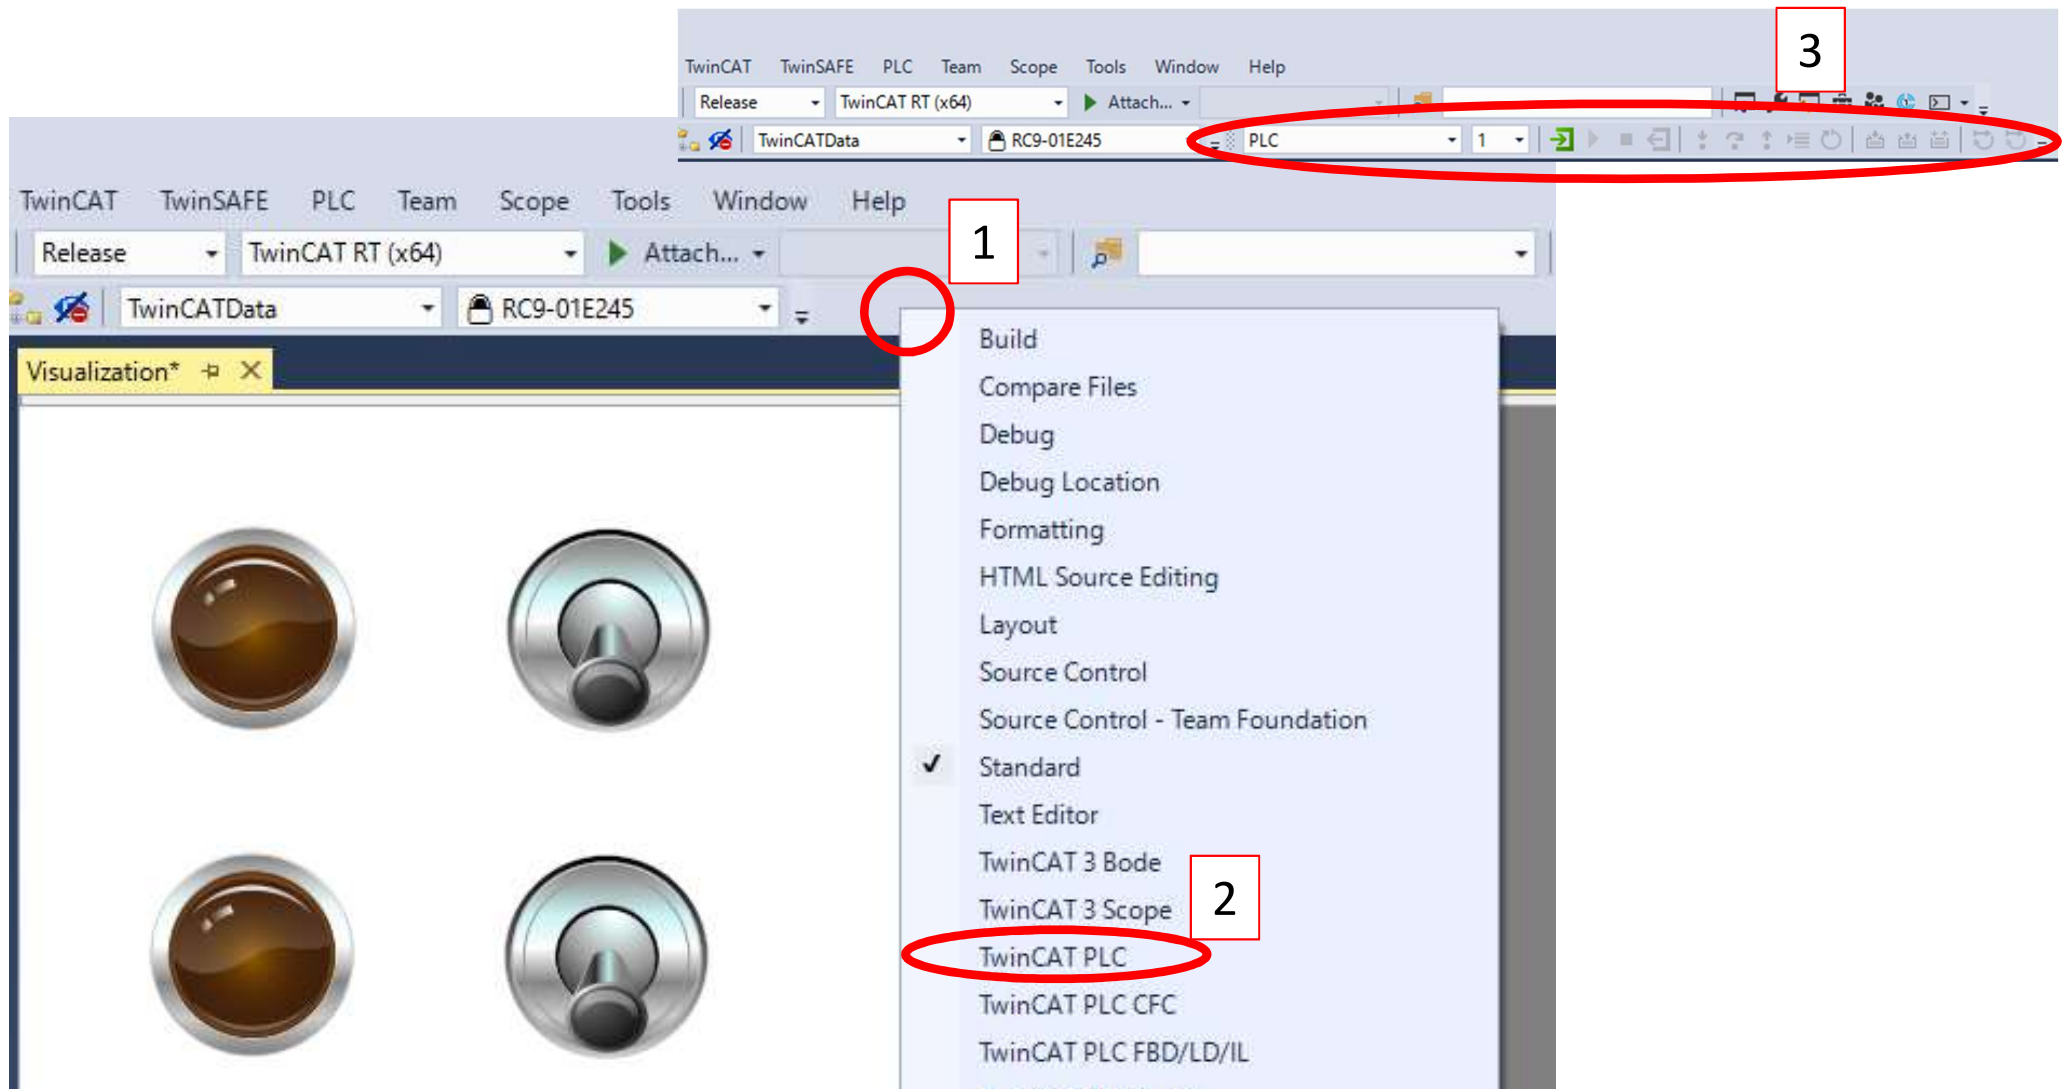 3
TwinCAT TwinSAFE PLC Team Scope Tools Window Help
Release TwinCAT RT (x64) Attach...
TwinCATData RC9-01E245 PLC 1
TwinCAT TwinSAFE PLC Team Scope Tools Window Help
1
Release TwinCAT RT (x64) Attach...
TwinCATData RC9-01E245
Visualization*
Build
Compare Files
Debug
Debug Location
Formatting
HTML Source Editing
Layout
Source Control
Source Control - Team Foundation
Standard
Text Editor
TwinCAT 3 Bode
TwinCAT 3 Scope
2
TwinCAT PLC
TwinCAT PLC CFC
TwinCAT PLC FBD/LD/IL